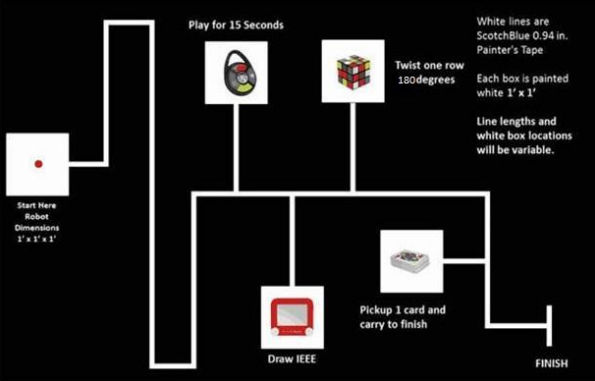 Play for 15 Seconds
White lines are
ScotchBlue 0.94 in.
Painter's Tape
Twist one row
180degrees
Each box is painted
white 1' x 1'
Line lengths and
white box locations
will be variable.
Start Here
Robot
Dimensions
1' x 1' x 1'
Pickup 1 card and
carry to finish
Draw IEEE
FINISH